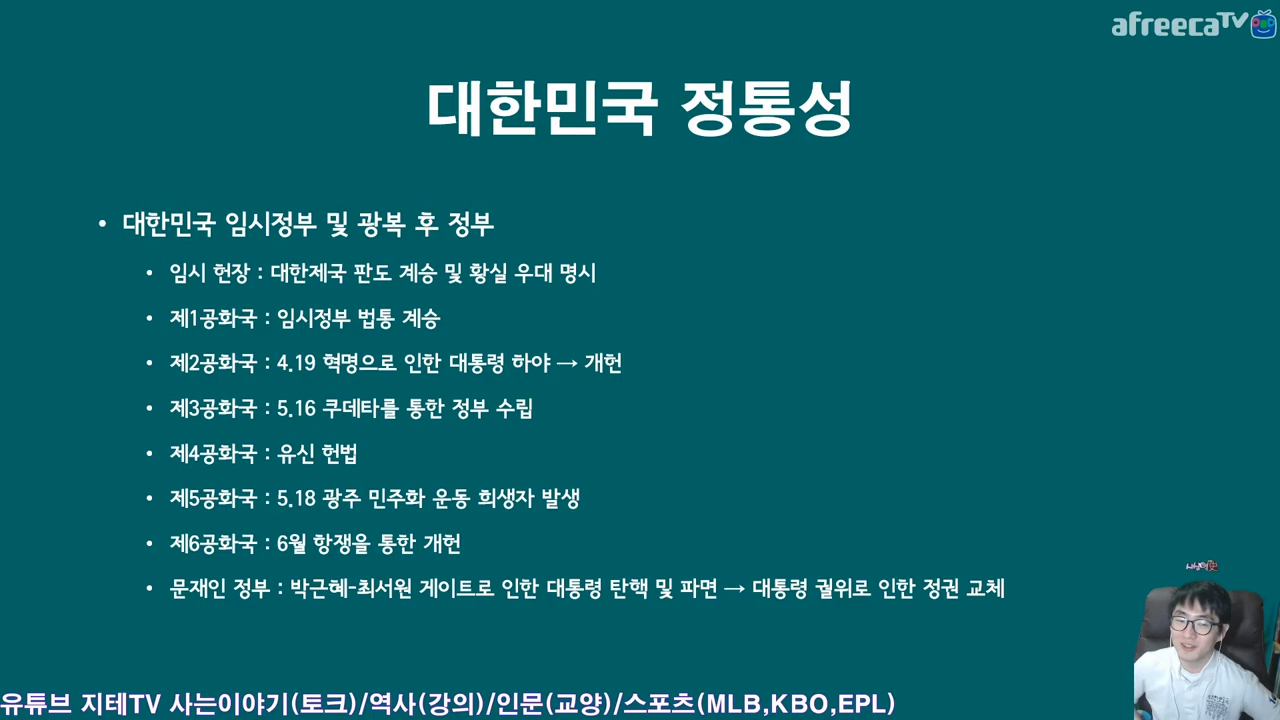 afreecaTV
대한민국 정통성
• 대한민국 임시정부 및 광복 후 정부
• 임시 헌장 : 대한제국 판도 계승 및 황실 우대 명시
• 제1공화국 : 임시정부 법통 계승
• 제2공화국 : 4.19 혁명으로 인한 대통령 하야 → 개헌
• 제3공화국 : 5.16 쿠데타를 통한 정부 수립
• 제4공화국 : 유신 헌법
• 제5공화국 : 5.18 광주 민주화 운동 희생자 발생
• 제6공화국 : 6월 항쟁을 통한 개헌
• 문재인 정부 : 박근혜-최서원 게이트로 인한 대통령 탄핵 및 파면 → 대통령 궐위로 인한 정권 교체
유튜브 지테TV 사는이야기(토크)/역사(강의)/인문(교양)/스포츠(MLB,KBO,EPL)